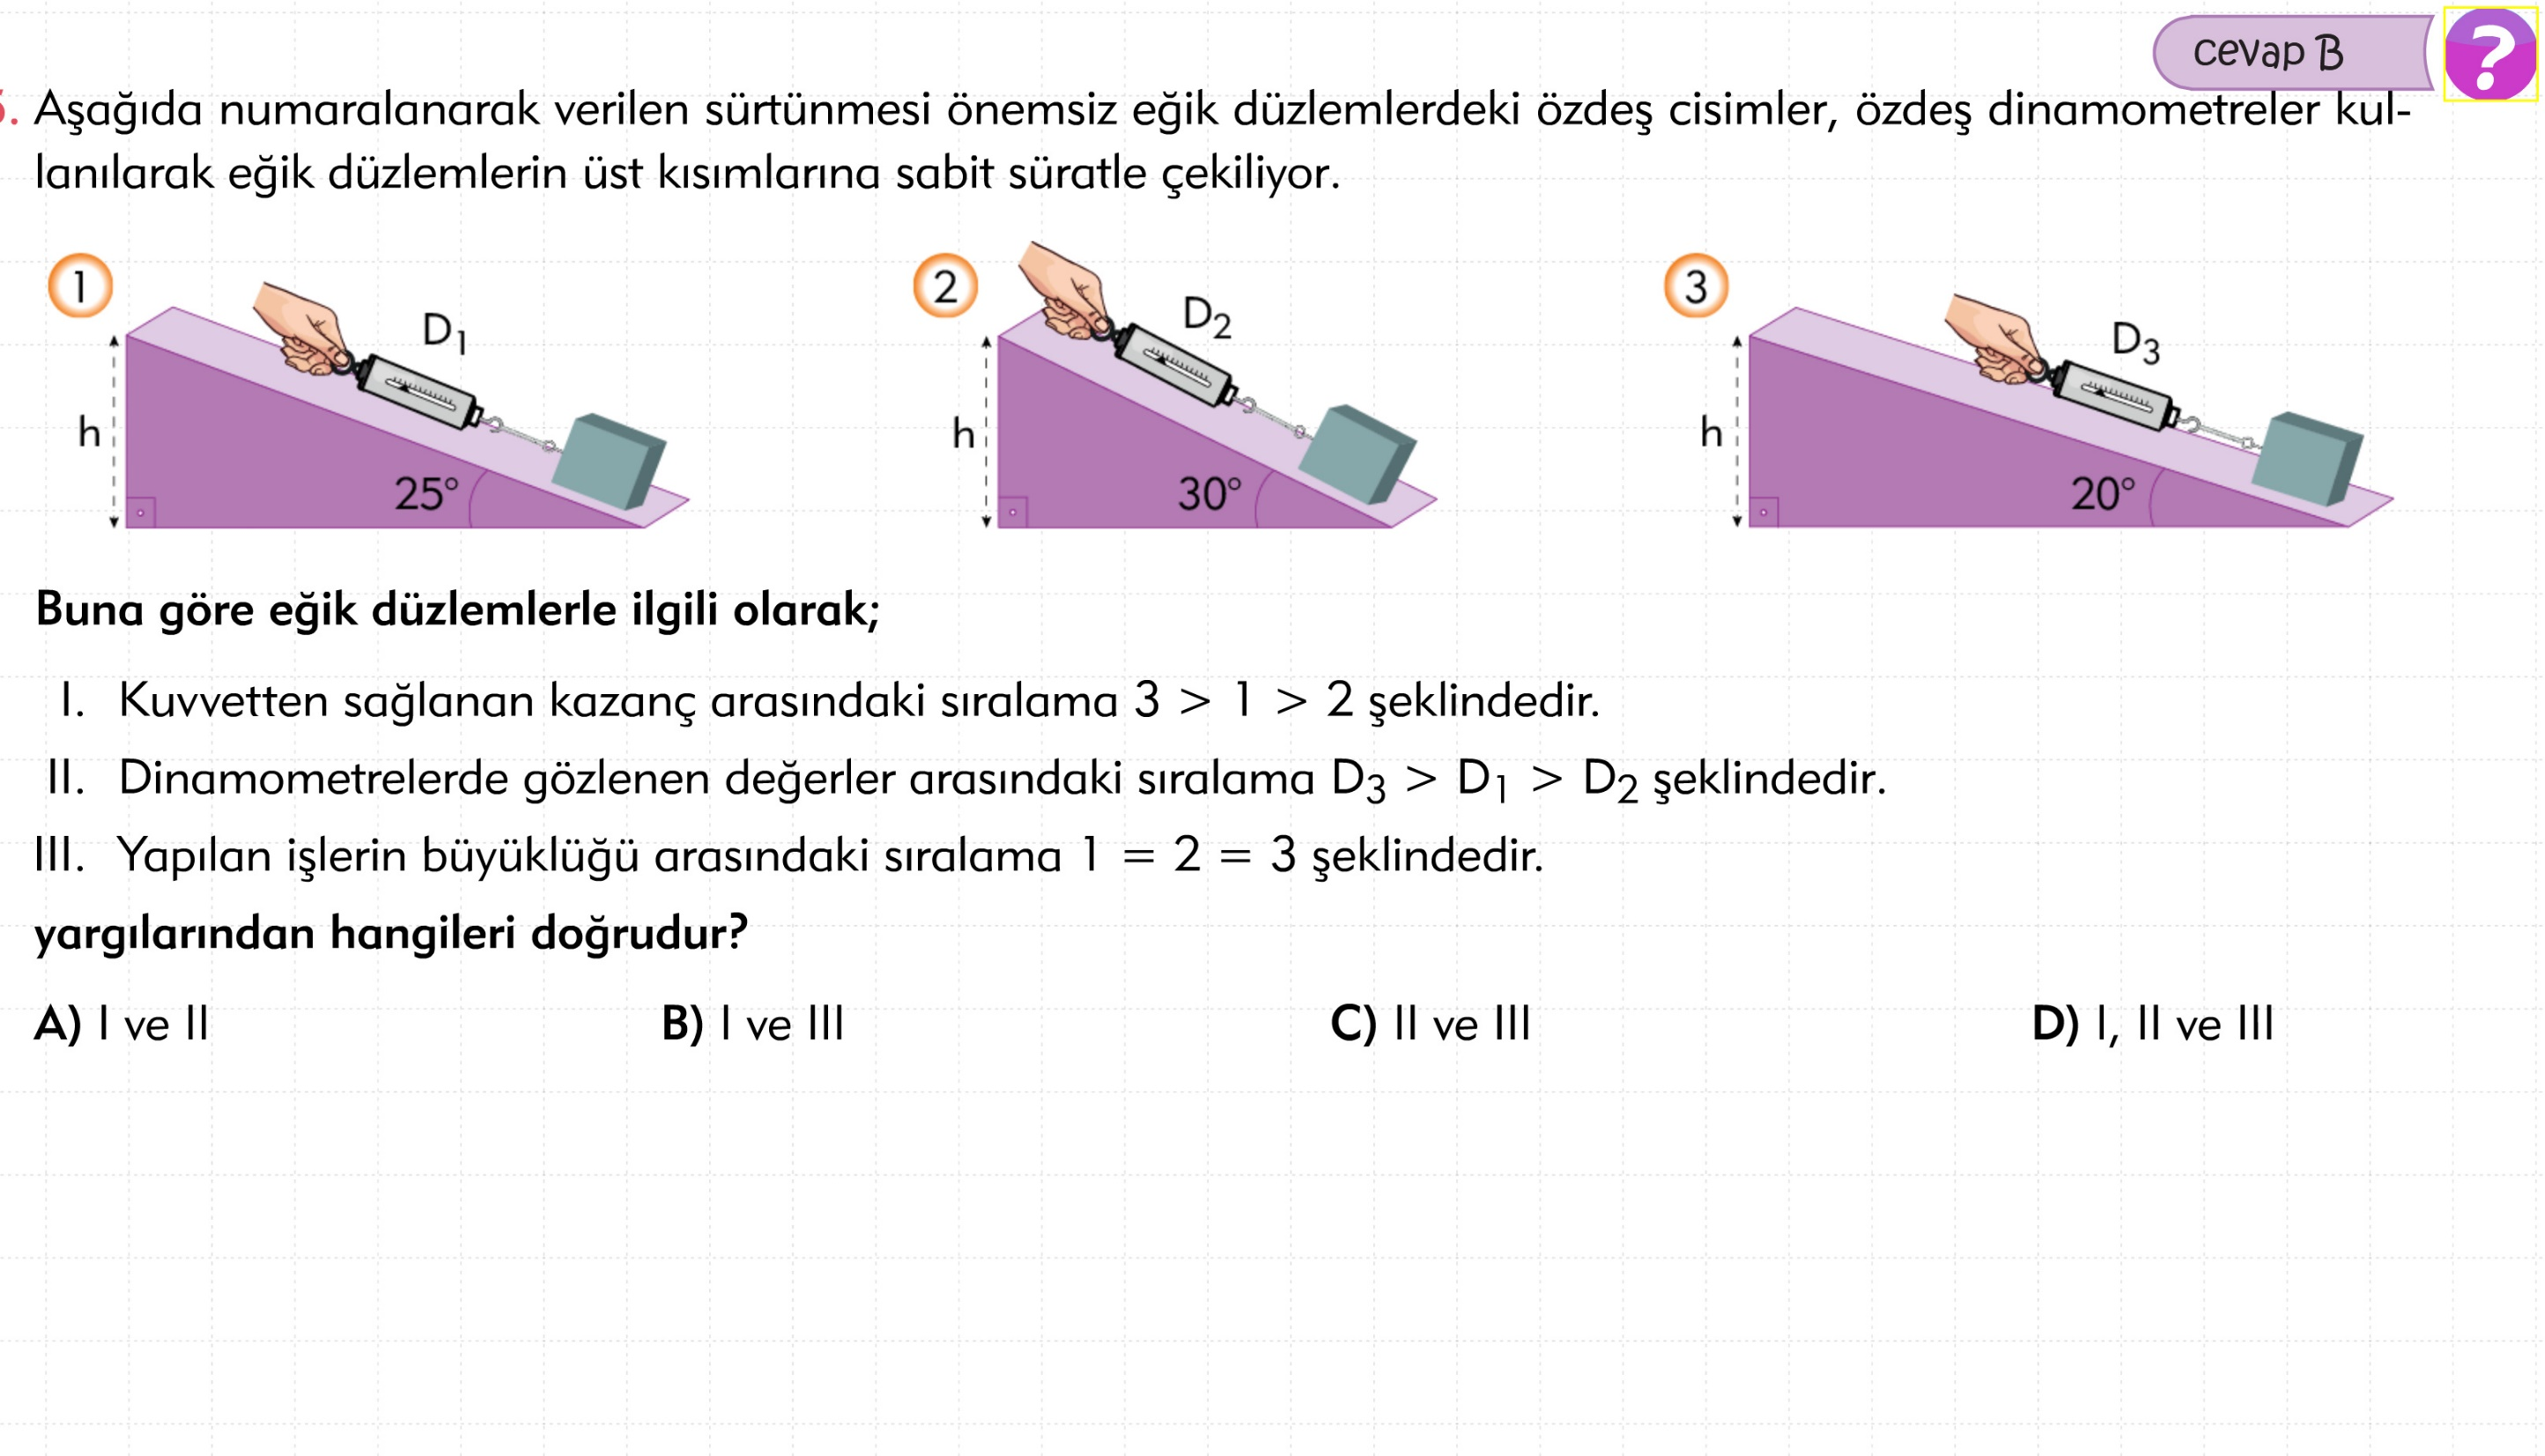 cevap B
?
. Aşağıda numaralanarak verilen sürtünmesi önemsiz eğik düzlemlerdeki özdeş cisimler, özdeş dinamometreler kul-
lanılarak eğik düzlemlerin üst kısımlarına sabit süratle çekiliyor.
1 D1 h 25°
2 D2 h 30°
3 D3 h 20°
Buna göre eğik düzlemlerle ilgili olarak;
I. Kuvvetten sağlanan kazanç arasındaki sıralama 3 > 1 > 2 şeklindedir.
II. Dinamometrelerde gözlenen değerler arasındaki sıralama D3 > D1 > D2 şeklindedir.
III. Yapılan işlerin büyüklüğü arasındaki sıralama 1 = 2 = 3 şeklindedir.
yargılarından hangileri doğrudur?
A) I ve II B) I ve III C) II ve III D) I, II ve III